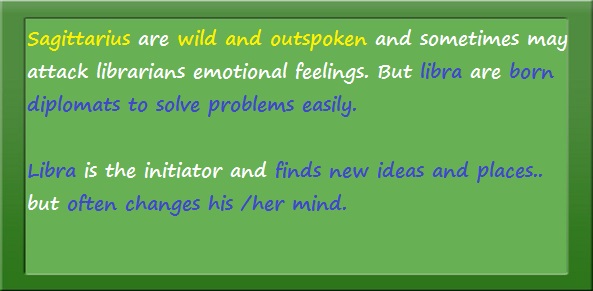 Sagittarius are wild and outspoken and sometimes may
attack librarians emotional feelings. But libra are born
diplomats to solve problems easily.
Libra is the initiator and finds new ideas and places..
but often changes his /her mind.